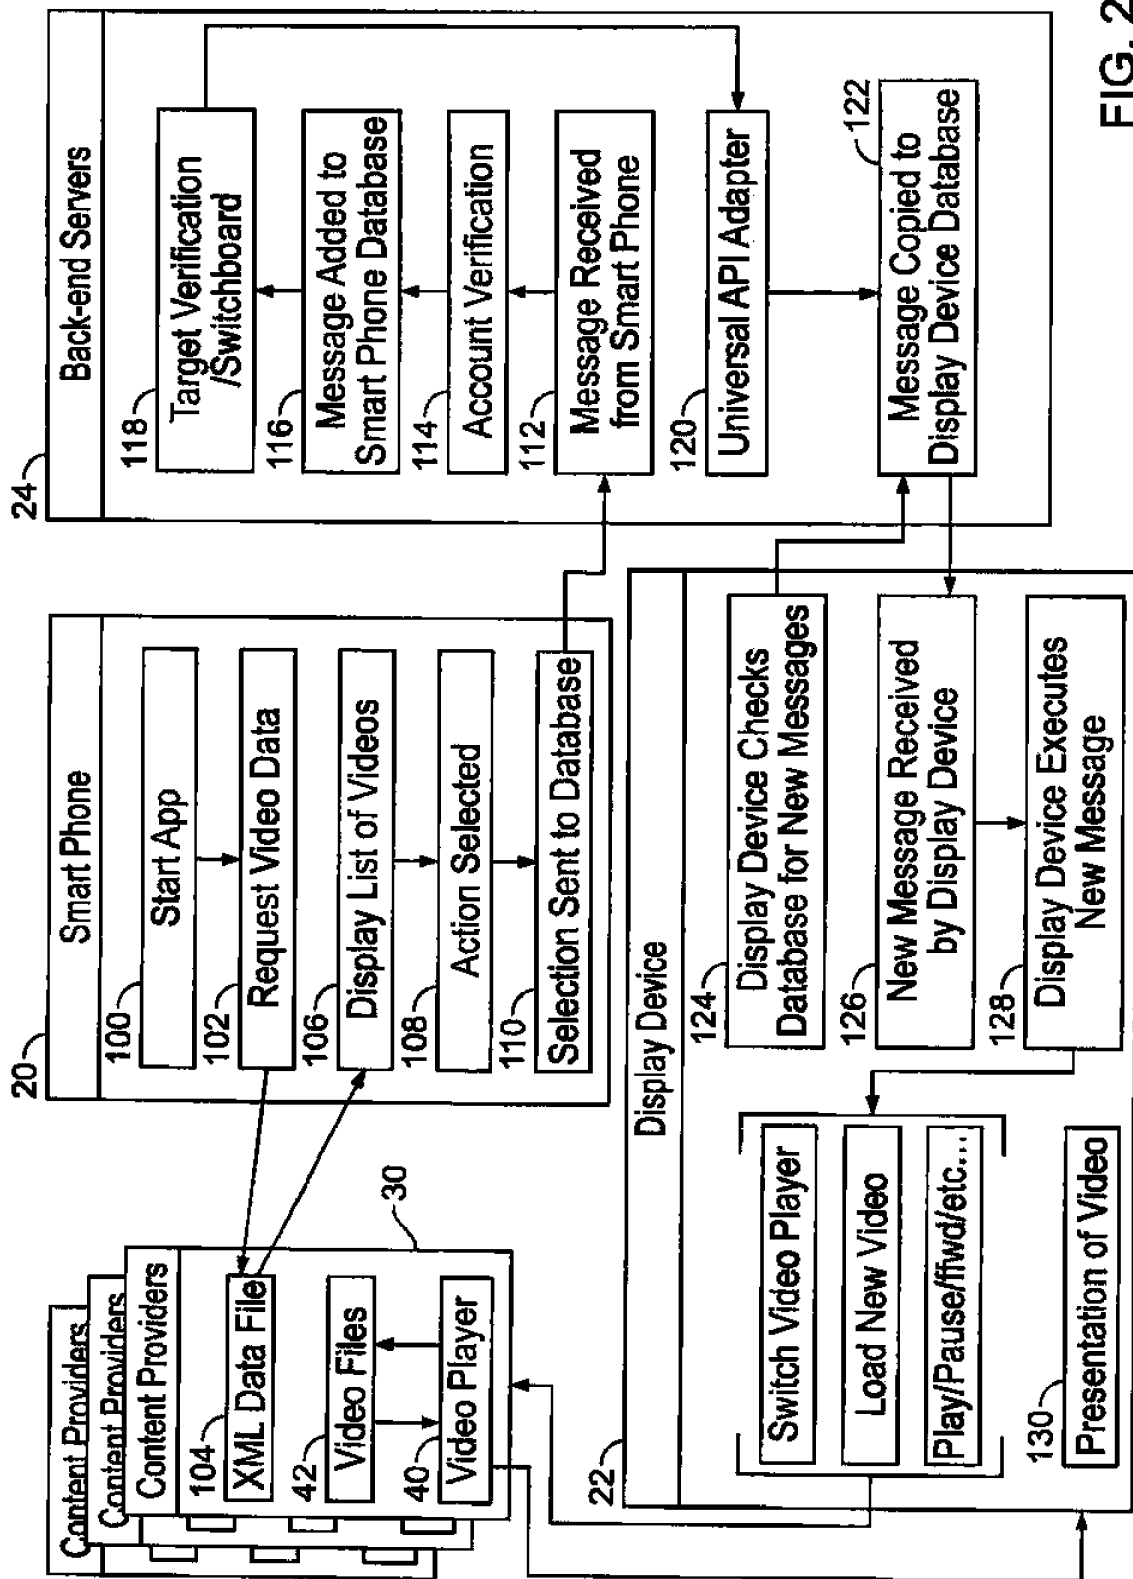 Content Providers
Content Providers
Content Providers
30
104
XML Data File
42
Video Files
40
Video Player
20
Smart Phone
100
Start App
102
Request Video Data
106
Display List of Videos
108
Action Selected
110
Selection Sent to Database
24
Back-end Servers
118
Target Verification
/Switchboard
116
Message Added to
Smart Phone Database
114
Account Verification
112
Message Received
from Smart Phone
120
Universal API Adapter
122
Message Copied to
Display Device Database
22
Display Device
Switch Video Player
Load New Video
Play/Pause/ffwd/etc...
130
Presentation of Video
124
Display Device Checks
Database for New Messages
126
New Message Received
by Display Device
128
Display Device Executes
New Message
FIG. 2